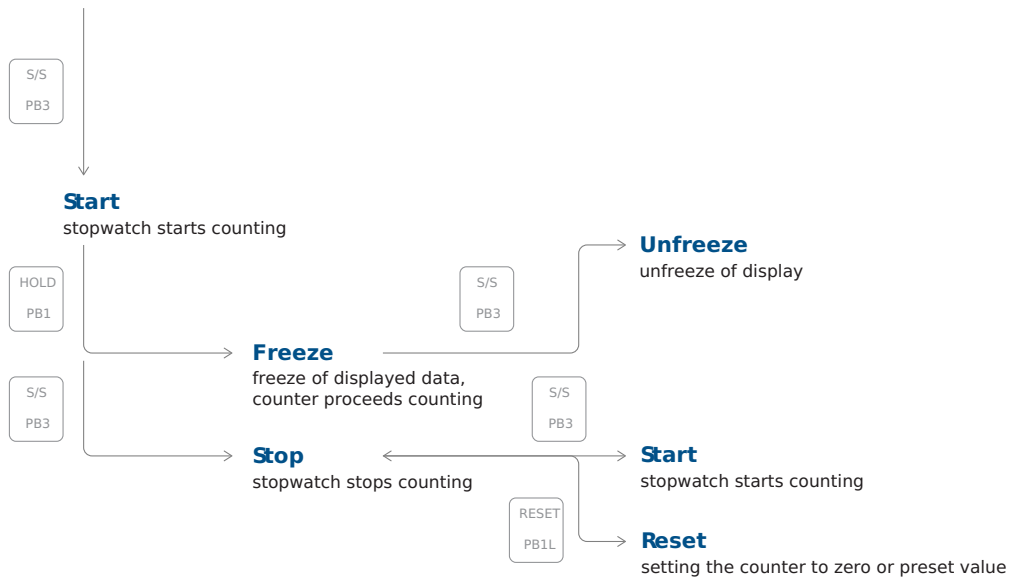 S/S
PB3
Start
stopwatch starts counting
HOLD
PB1
S/S
PB3
Unfreeze
unfreeze of display
Freeze
freeze of displayed data,
counter proceeds counting
S/S
PB3
S/S
PB3
Stop
stopwatch stops counting
Start
stopwatch starts counting
RESET
PB1L
Reset
setting the counter to zero or preset value